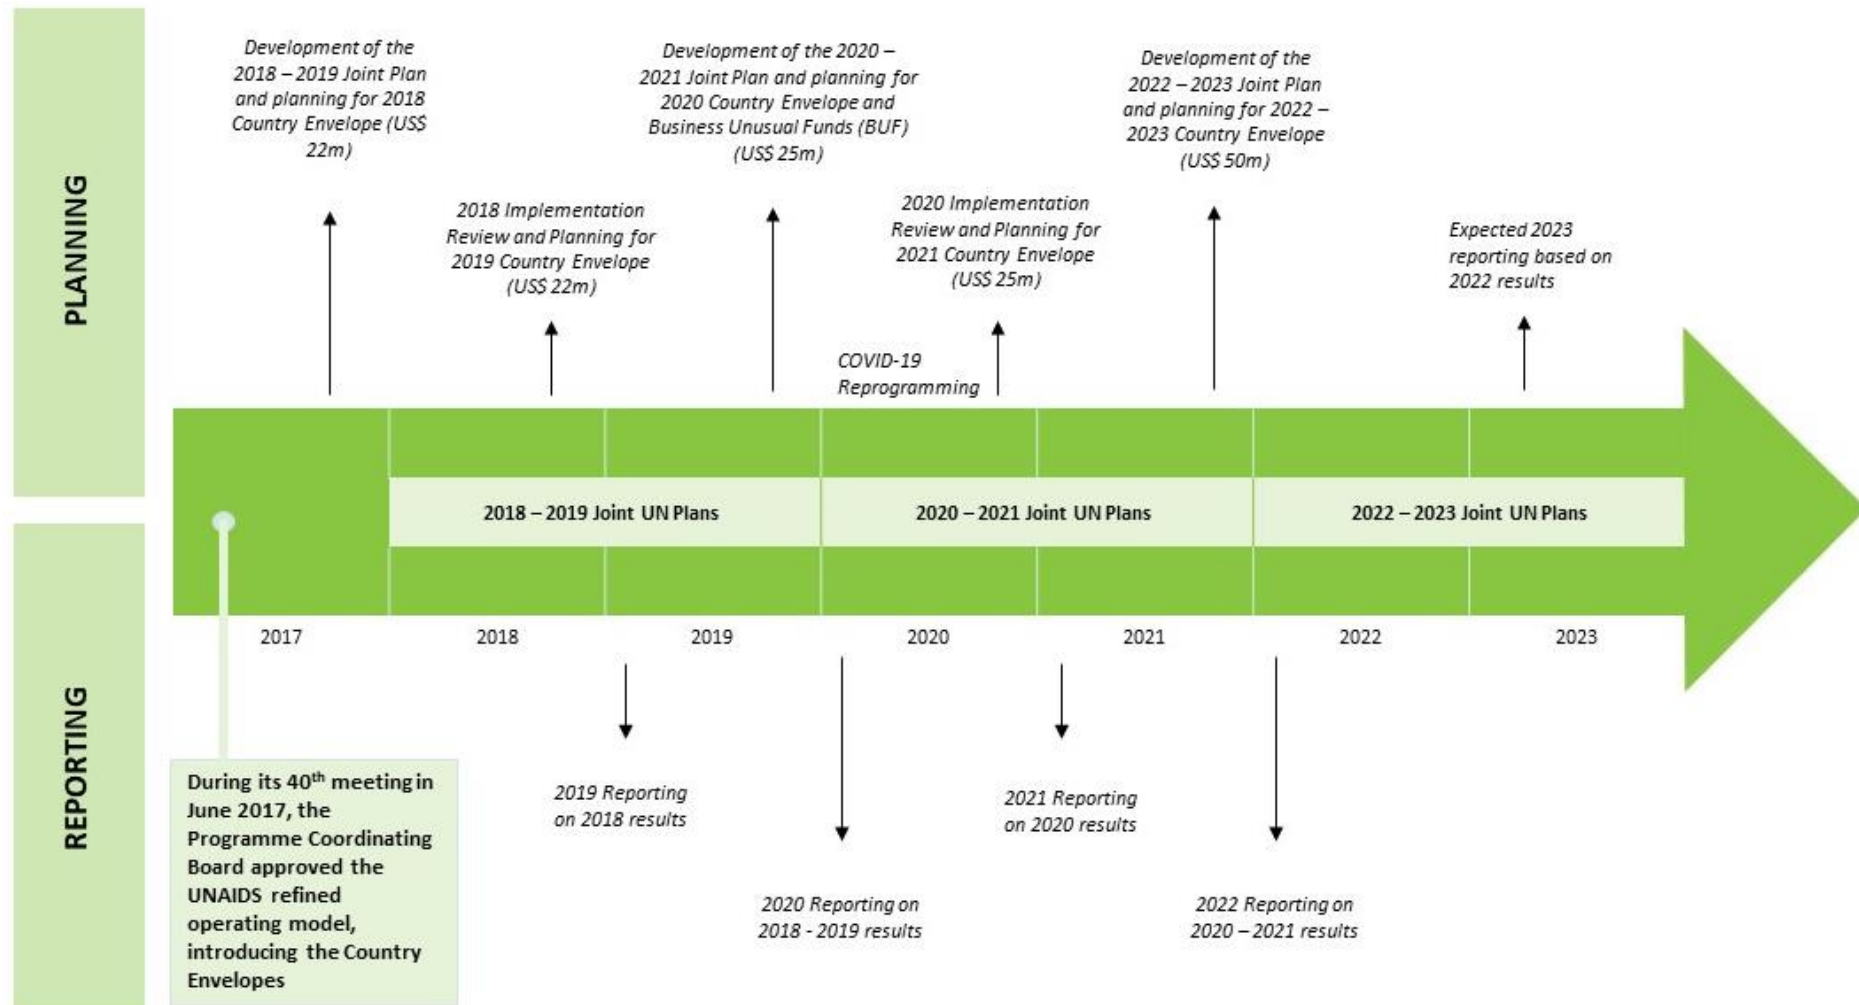 PLANNING
Development of the
2018 – 2019 Joint Plan
and planning for 2018
Country Envelope (US$
22m)
2018 Implementation
Review and Planning for
2019 Country Envelope
(US$ 22m)
Development of the 2020 –
2021 Joint Plan and planning for
2020 Country Envelope and
Business Unusual Funds (BUF)
(US$ 25m)
COVID-19
Reprogramming
2020 Implementation
Review and Planning for
2021 Country Envelope
(US$ 25m)
Development of the
2022 – 2023 Joint Plan
and planning for 2022 –
2023 Country Envelope
(US$ 50m)
Expected 2023
reporting based on
2022 results
2018 – 2019 Joint UN Plans
2020 – 2021 Joint UN Plans
2022 – 2023 Joint UN Plans
2017
2018
2019
2020
2021
2022
2023
REPORTING
During its 40th meeting in
June 2017, the
Programme Coordinating
Board approved the
UNAIDS refined
operating model,
introducing the Country
Envelopes
2019 Reporting
on 2018 results
2020 Reporting on
2018 - 2019 results
2021 Reporting
on 2020 results
2022 Reporting on
2020 – 2021 results